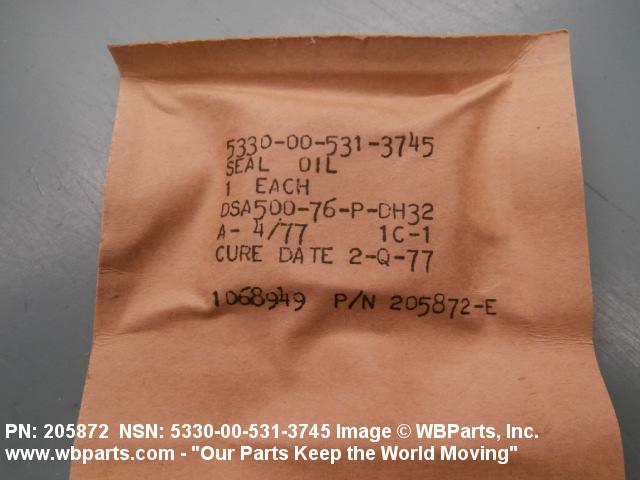 5330-00-531-3745
SEAL OIL
1 EACH
DSA500-76-P-DH32
A- 4/77 1C-1
CURE DATE 2-Q-77
1068949 P/N 205872-E
PN: 205872 NSN: 5330-00-531-3745 Image © WBParts, Inc.
www.wbparts.com - "Our Parts Keep the World Moving"